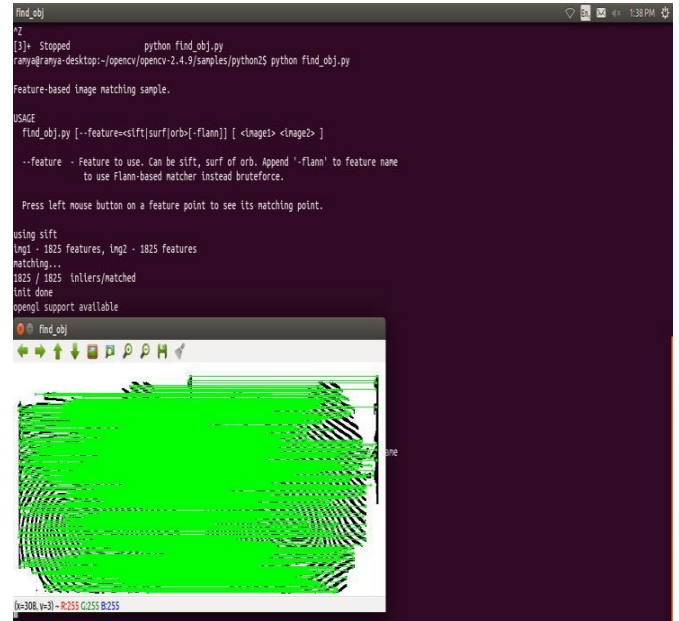 find_obj
En
1:38 PM
^Z
[3]+ Stopped python find_obj.py
ramya@ramya-desktop:~/opencv/opencv-2.4.9/samples/python2$ python find_obj.py
Feature-based image matching sample.
USAGE
find_obj.py [--feature=<sift|surf|orb>[-flann]] [ <image1> <image2> ]
--feature - Feature to use. Can be sift, surf of orb. Append '-flann' to feature name
to use Flann-based matcher instead bruteforce.
Press left mouse button on a feature point to see its matching point.
using sift
img1 - 1825 features, img2 - 1825 features
matching...
1825 / 1825 inliers/matched
init done
opengl support available
find_obj
ame
(x=308, y=3) ~ R:255 G:255 B:255